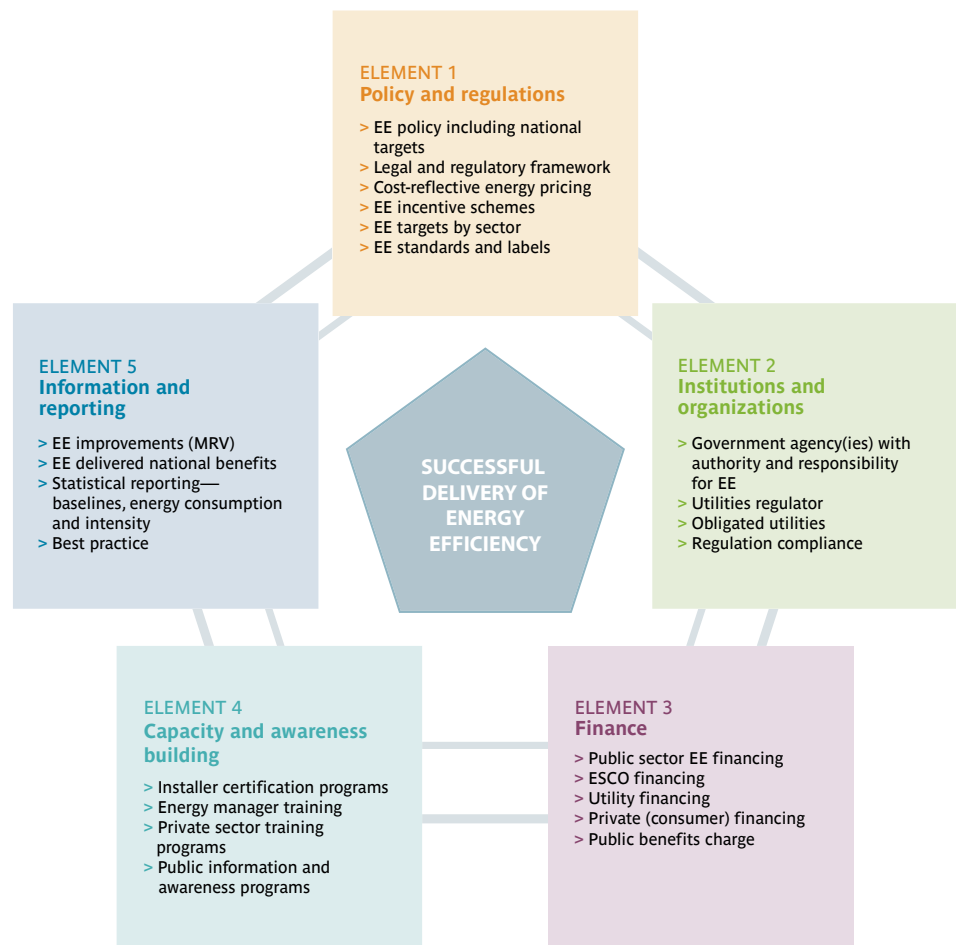 ELEMENT 1
Policy and regulations
> EE policy including national
targets
> Legal and regulatory framework
> Cost-reflective energy pricing
> EE incentive schemes
> EE targets by sector
> EE standards and labels
ELEMENT 5
Information and
reporting
> EE improvements (MRV)
> EE delivered national benefits
> Statistical reporting—
baselines, energy consumption
and intensity
> Best practice
SUCCESSFUL
DELIVERY OF
ENERGY
EFFICIENCY
ELEMENT 2
Institutions and
organizations
> Government agency(ies) with
authority and responsibility
for EE
> Utilities regulator
> Obligated utilities
> Regulation compliance
ELEMENT 4
Capacity and awareness
building
> Installer certification programs
> Energy manager training
> Private sector training
programs
> Public information and
awareness programs
ELEMENT 3
Finance
> Public sector EE financing
> ESCO financing
> Utility financing
> Private (consumer) financing
> Public benefits charge